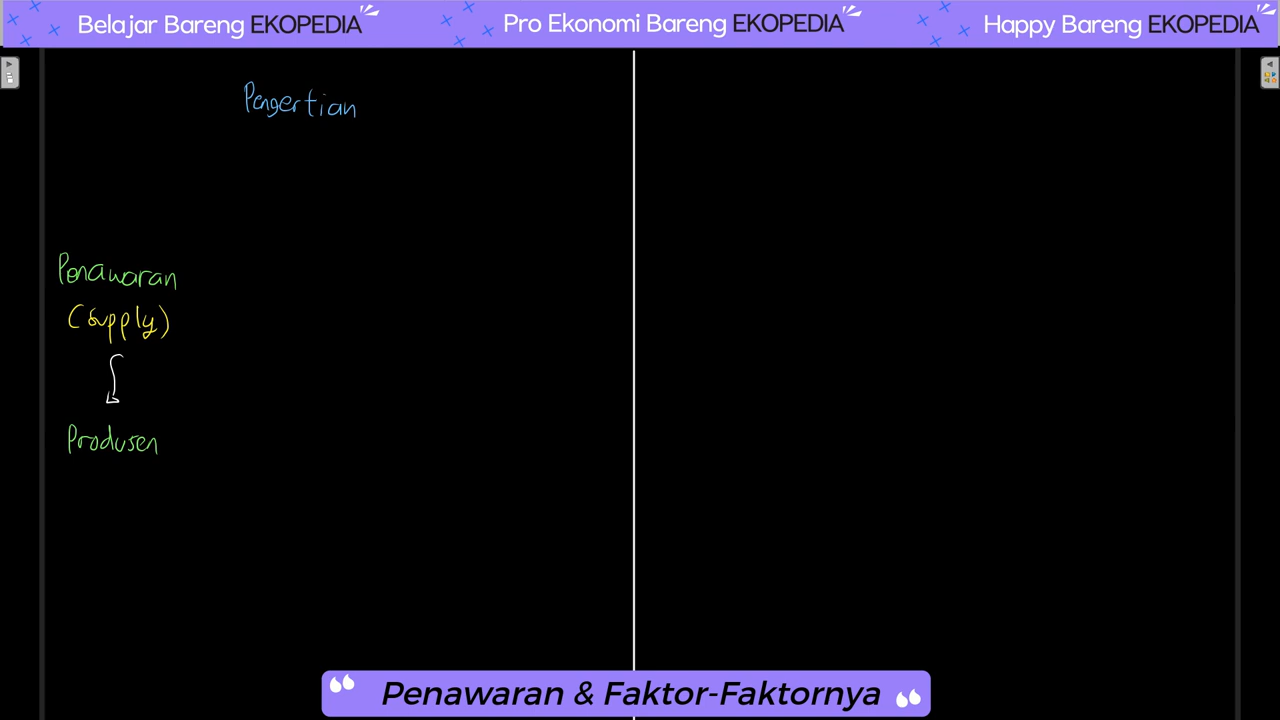 Belajar Bareng EKOPEDIA
Pro Ekonomi Bareng EKOPEDIA
Happy Bareng EKOPEDIA
Pengertian
Penawaran
(Supply)
Produsen
Penawaran & Faktor-Faktornya